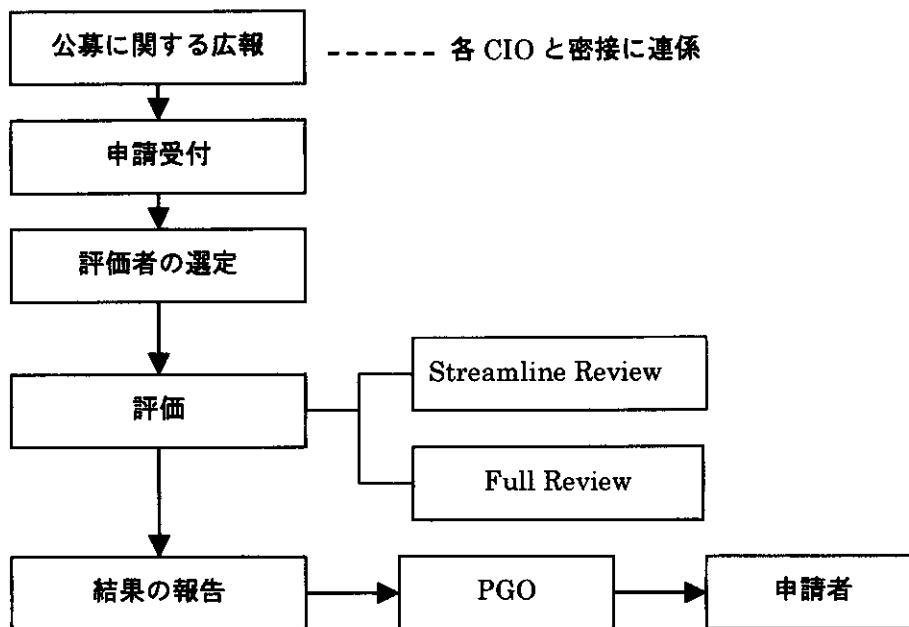 公募に関する広報
------ 各 CIO と密接に連係
申請受付
評価者の選定
Streamline Review
評価
Full Review
結果の報告
PGO
申請者